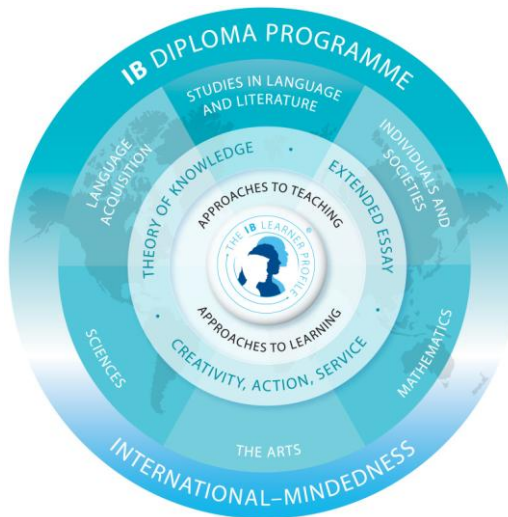 IB DIPLOMA PROGRAMME
STUDIES IN LANGUAGE
AND LITERATURE
LANGUAGE
ACQUISITION
INDIVIDUALS AND
SOCIETIES
THEORY OF KNOWLEDGE
EXTENDED ESSAY
APPROACHES TO TEACHING
THE IB LEARNER PROFILE
®
APPROACHES TO LEARNING
CREATIVITY, ACTION, SERVICE
SCIENCES
MATHEMATICS
THE ARTS
INTERNATIONAL–MINDEDNESS